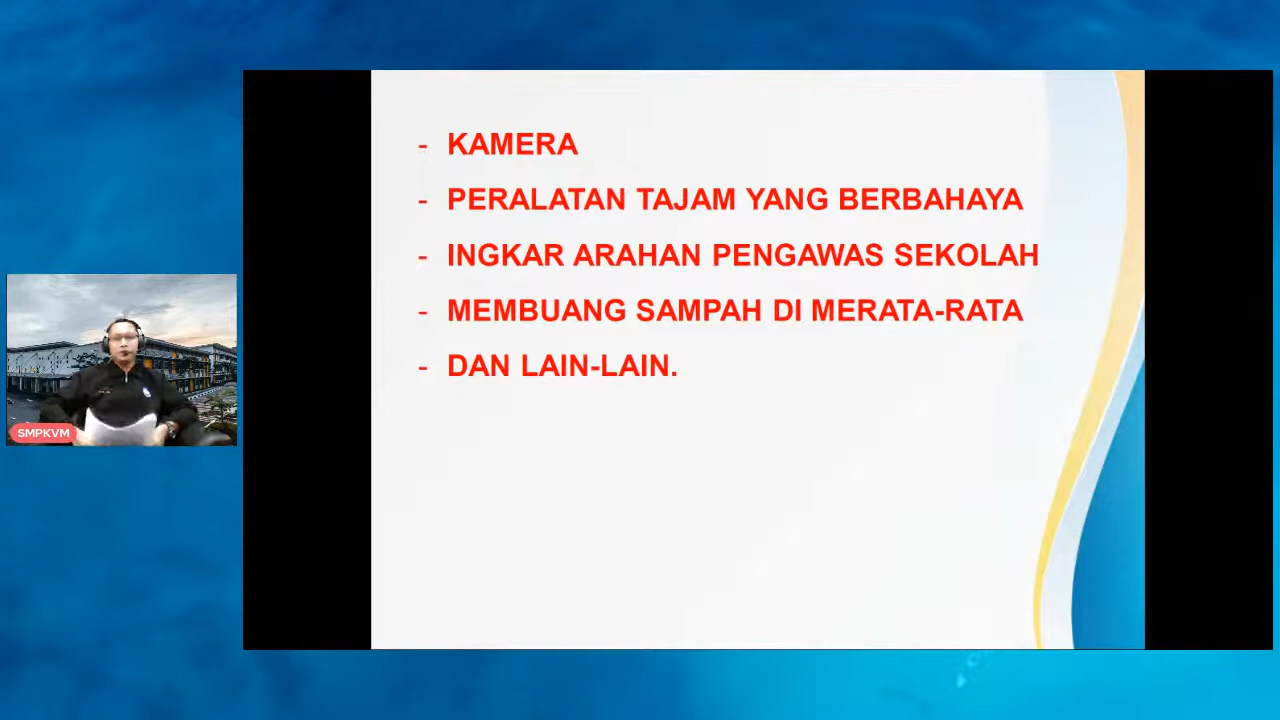 - KAMERA
- PERALATAN TAJAM YANG BERBAHAYA
- INGKAR ARAHAN PENGAWAS SEKOLAH
- MEMBUANG SAMPAH DI MERATA-RATA
- DAN LAIN-LAIN.
SMPKVM